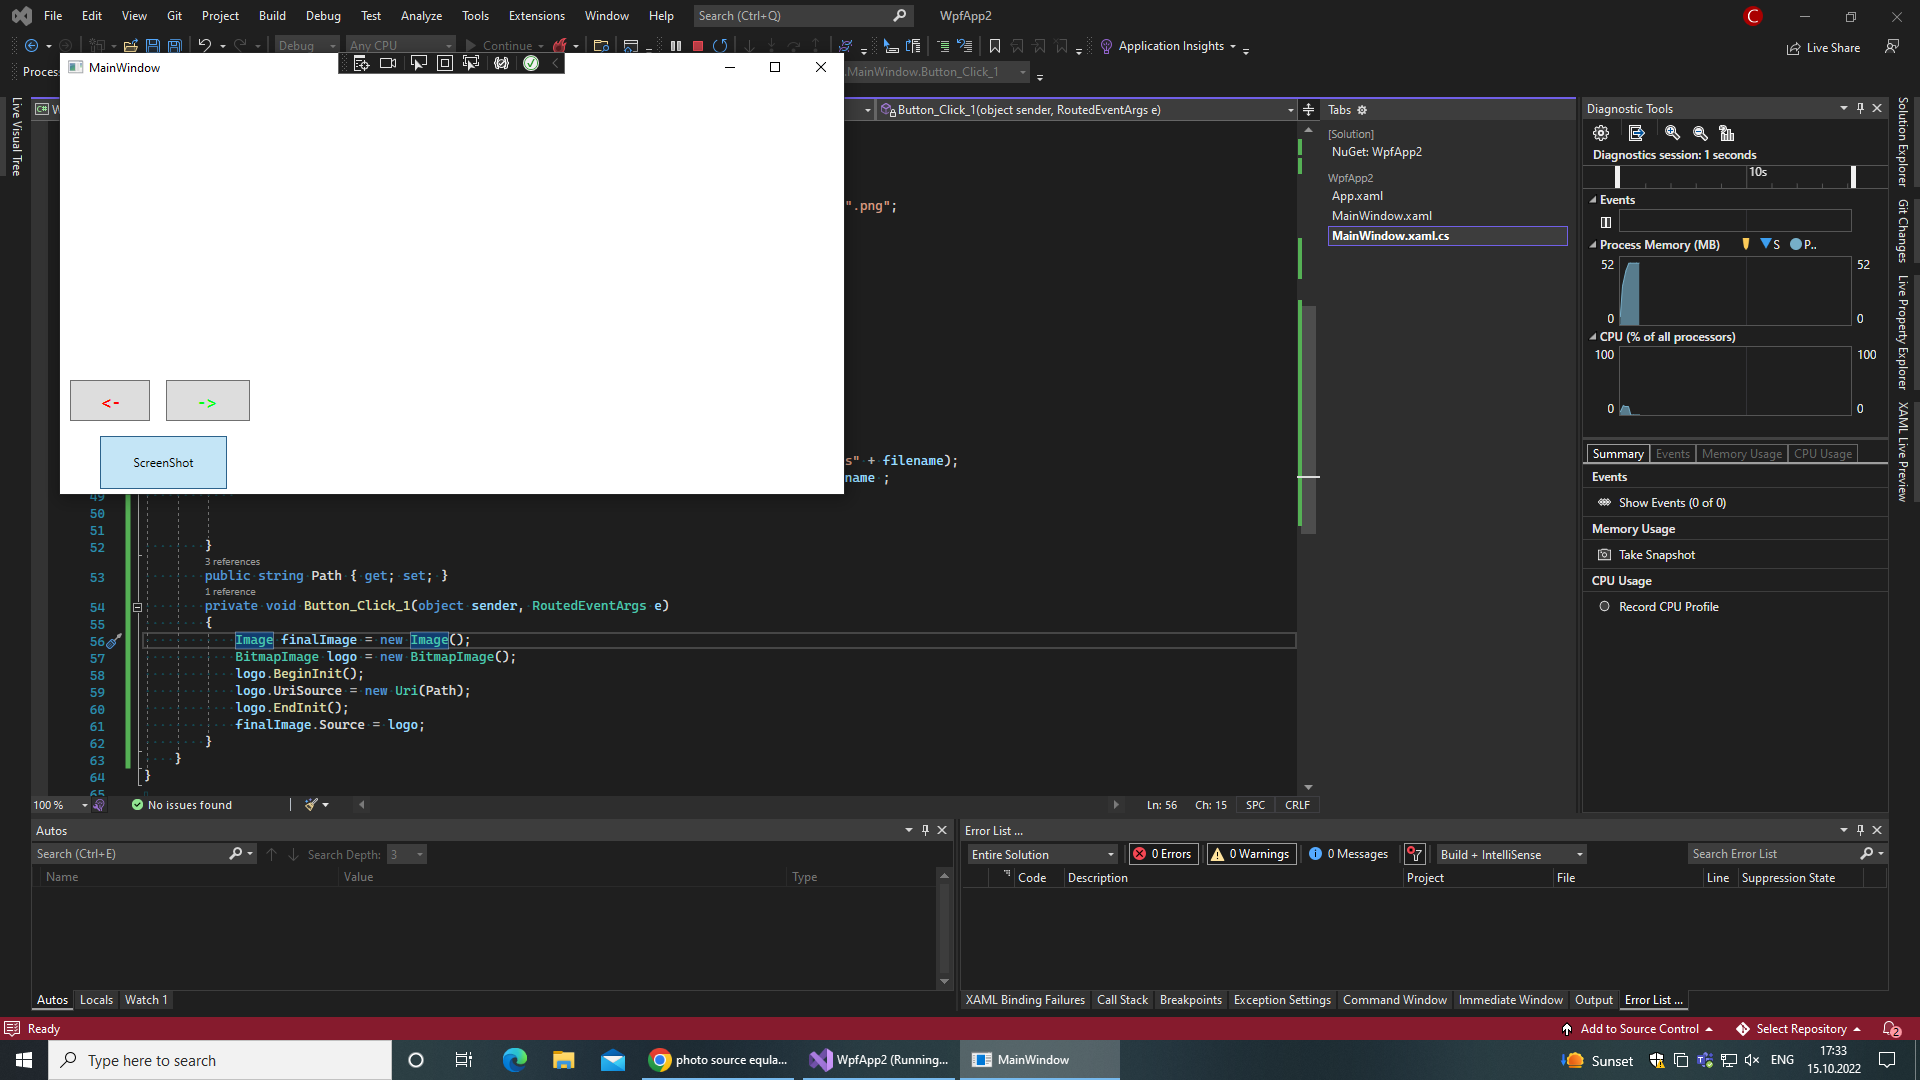 File Edit View Git Project Build Debug Test Analyze Tools Extensions Window Help Search (Ctrl+Q) WpfApp2 C
Debug Any CPU Continue Application Insights Live Share
MainWindow
Proces
.MainWindow.Button_Click_1
C# W
Button_Click_1(object sender, RoutedEventArgs e)
Live Visual Tree
".png";
s" + filename);
name ;
<-
->
ScreenShot
49
50
51
52 }
3 references
53 public string Path { get; set; }
1 reference
54 private void Button_Click_1(object sender, RoutedEventArgs e)
55 {
56 Image finalImage = new Image();
57 BitmapImage logo = new BitmapImage();
58 logo.BeginInit();
59 logo.UriSource = new Uri(Path);
60 logo.EndInit();
61 finalImage.Source = logo;
62 }
63 }
64 }
65
100 % No issues found Ln: 56 Ch: 15 SPC CRLF
Tabs
[Solution]
NuGet: WpfApp2
WpfApp2
App.xaml
MainWindow.xaml
MainWindow.xaml.cs
Diagnostic Tools
Diagnostics session: 1 seconds
10s
Events
Process Memory (MB) S P..
52 52
0 0
CPU (% of all processors)
100 100
0 0
Summary Events Memory Usage CPU Usage
Events
Show Events (0 of 0)
Memory Usage
Take Snapshot
CPU Usage
Record CPU Profile
Solution Explorer
Git Changes
Live Property Explorer
XAML Live Preview
Autos
Search (Ctrl+E) Search Depth: 3
Name Value Type
Autos Locals Watch 1
Error List ...
Entire Solution 0 Errors 0 Warnings 0 Messages Build + IntelliSense Search Error List
Code Description Project File Line Suppression State
XAML Binding Failures Call Stack Breakpoints Exception Settings Command Window Immediate Window Output Error List ...
Ready Add to Source Control Select Repository 2
Type here to search photo source equla... WpfApp2 (Running... MainWindow Sunset ENG 17:33
15.10.2022